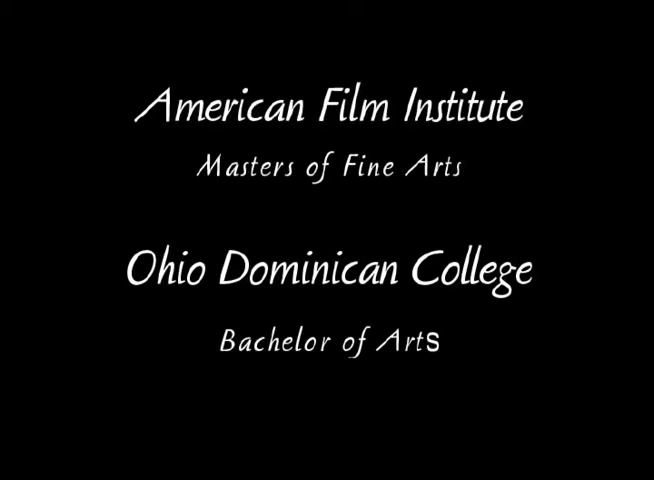 American Film Institute
Masters of Fine Arts
Ohio Dominican College
Bachelor of Arts